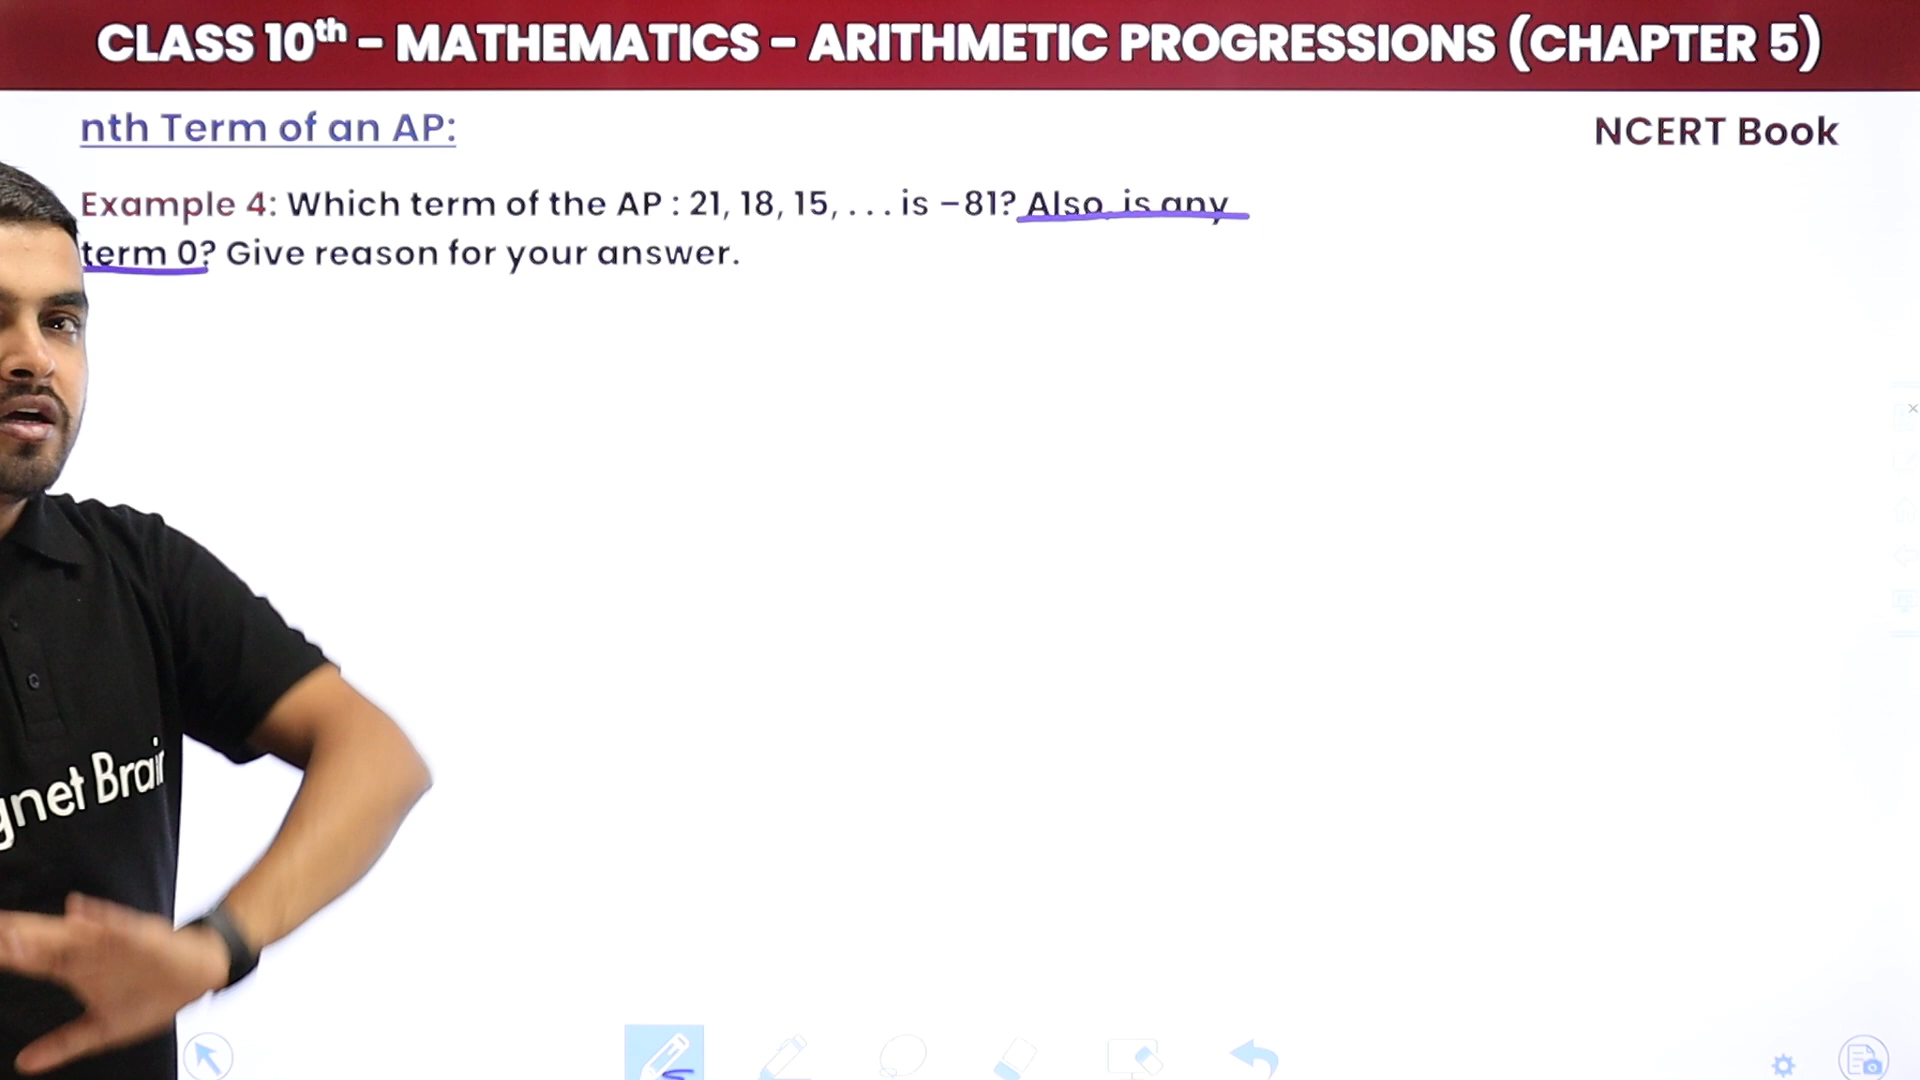 CLASS 10th - MATHEMATICS - ARITHMETIC PROGRESSIONS (CHAPTER 5)
nth Term of an AP:
NCERT Book
Example 4: Which term of the AP : 21, 18, 15, . . . is –81? Also, is any
term 0? Give reason for your answer.
gnet Brain